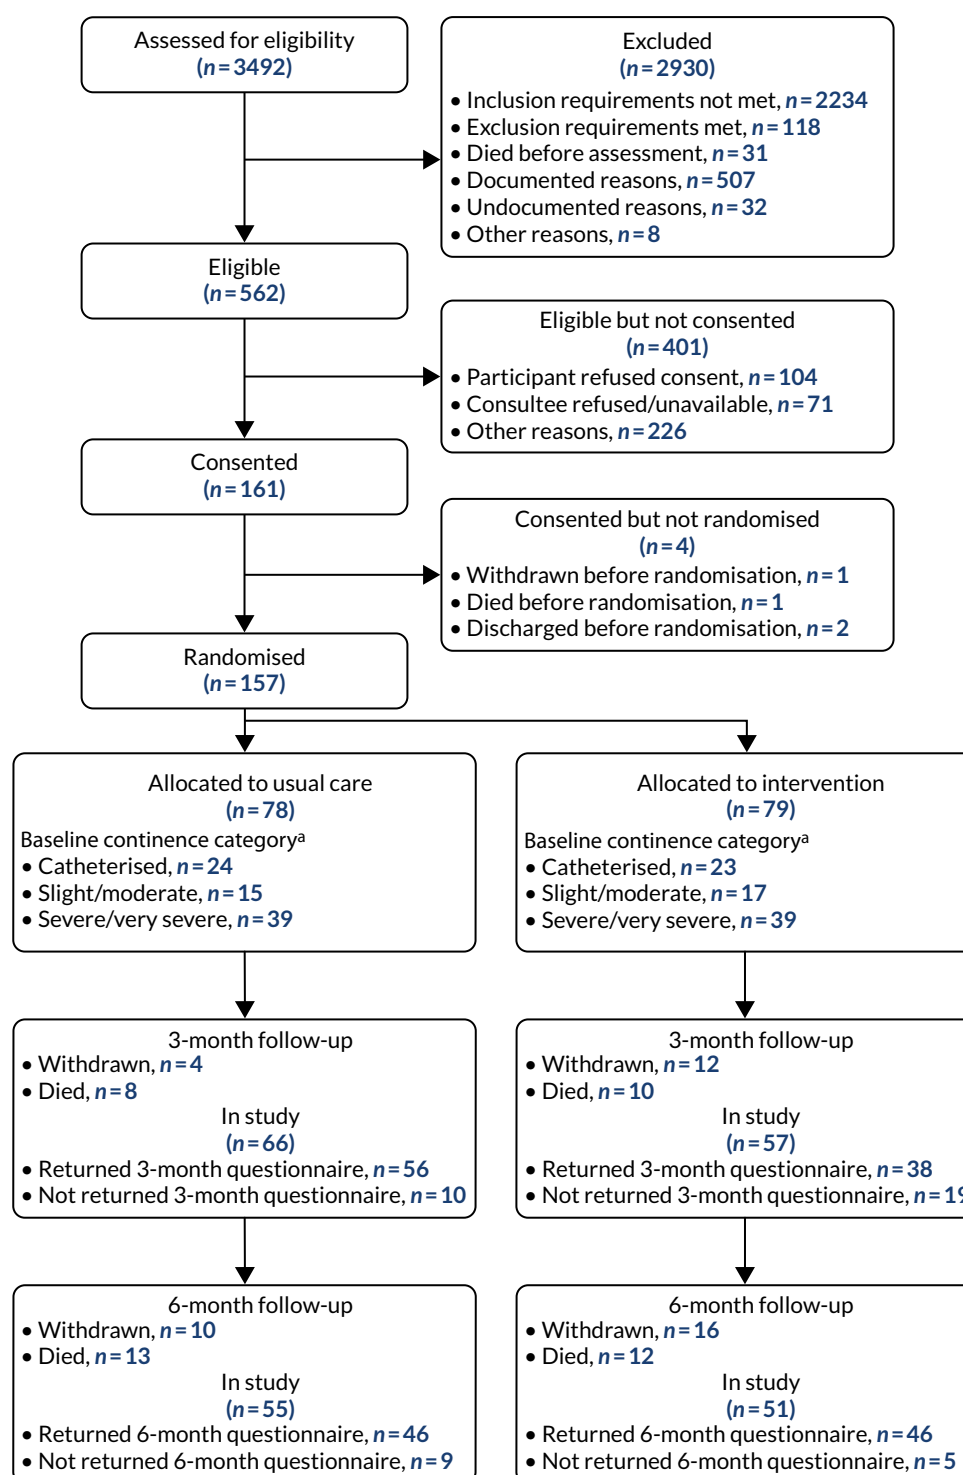 Assessed for eligibility
(n=3492)
Excluded
(n=2930)
• Inclusion requirements not met, n=2234
• Exclusion requirements met, n=118
• Died before assessment, n=31
• Documented reasons, n=507
• Undocumented reasons, n=32
• Other reasons, n=8
Eligible
(n=562)
Eligible but not consented
(n=401)
• Participant refused consent, n=104
• Consultee refused/unavailable, n=71
• Other reasons, n=226
Consented
(n=161)
Consented but not randomised
(n=4)
• Withdrawn before randomisation, n=1
• Died before randomisation, n=1
• Discharged before randomisation, n=2
Randomised
(n=157)
Allocated to usual care
(n=78)
Baseline continence categoryᵃ
• Catheterised, n=24
• Slight/moderate, n=15
• Severe/very severe, n=39
Allocated to intervention
(n=79)
Baseline continence categoryᵃ
• Catheterised, n=23
• Slight/moderate, n=17
• Severe/very severe, n=39
3-month follow-up
• Withdrawn, n=4
• Died, n=8
In study
(n=66)
• Returned 3-month questionnaire, n=56
• Not returned 3-month questionnaire, n=10
3-month follow-up
• Withdrawn, n=12
• Died, n=10
In study
(n=57)
• Returned 3-month questionnaire, n=38
• Not returned 3-month questionnaire, n=19
6-month follow-up
• Withdrawn, n=10
• Died, n=13
In study
(n=55)
• Returned 6-month questionnaire, n=46
• Not returned 6-month questionnaire, n=9
6-month follow-up
• Withdrawn, n=16
• Died, n=12
In study
(n=51)
• Returned 6-month questionnaire, n=46
• Not returned 6-month questionnaire, n=5